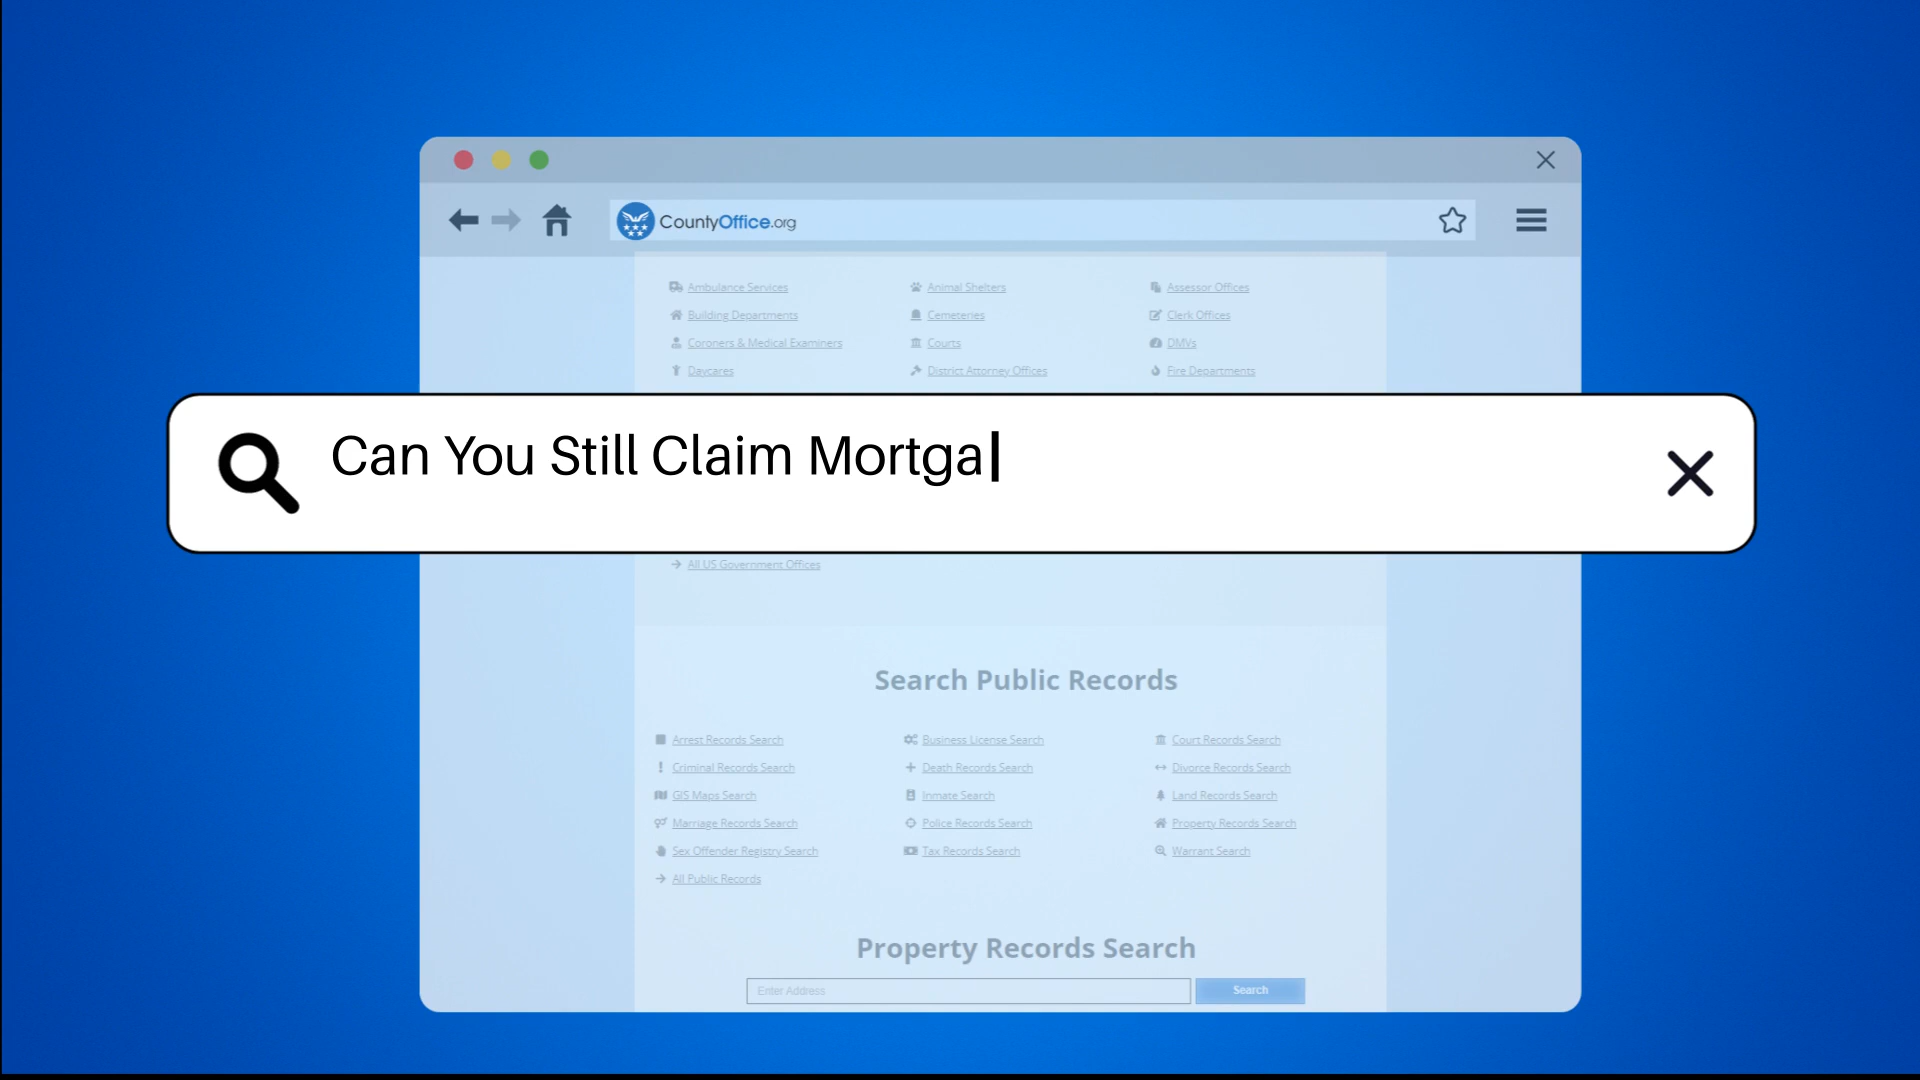 CountyOffice.org
Ambulance Services Animal Shelters Assessor Offices
Building Departments Cemeteries Clerk Offices
Coroners & Medical Examiners Courts DMVs
Daycares District Attorney Offices Fire Departments
Can You Still Claim Mortga
All US Government Offices
Search Public Records
Arrest Records Search Business License Search Court Records Search
Criminal Records Search Death Records Search Divorce Records Search
GIS Maps Search Inmate Search Land Records Search
Marriage Records Search Police Records Search Property Records Search
Sex Offender Registry Search Tax Records Search Warrant Search
All Public Records
Property Records Search
Enter Address Search